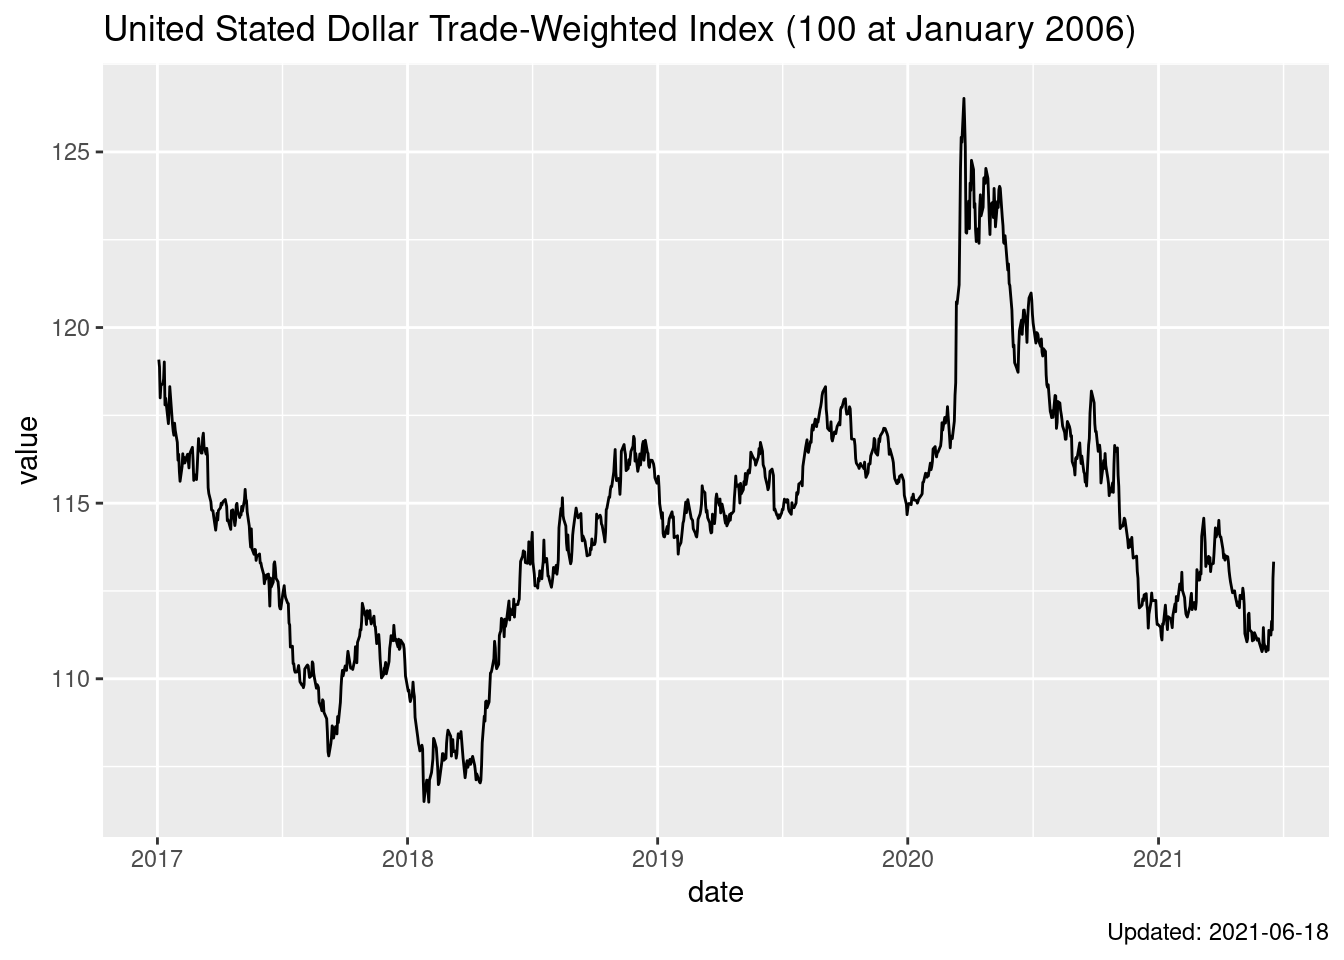 United Stated Dollar Trade-Weighted Index (100 at January 2006)
125
120
115
110
value
2017 2018 2019 2020 2021
date
Updated: 2021-06-18